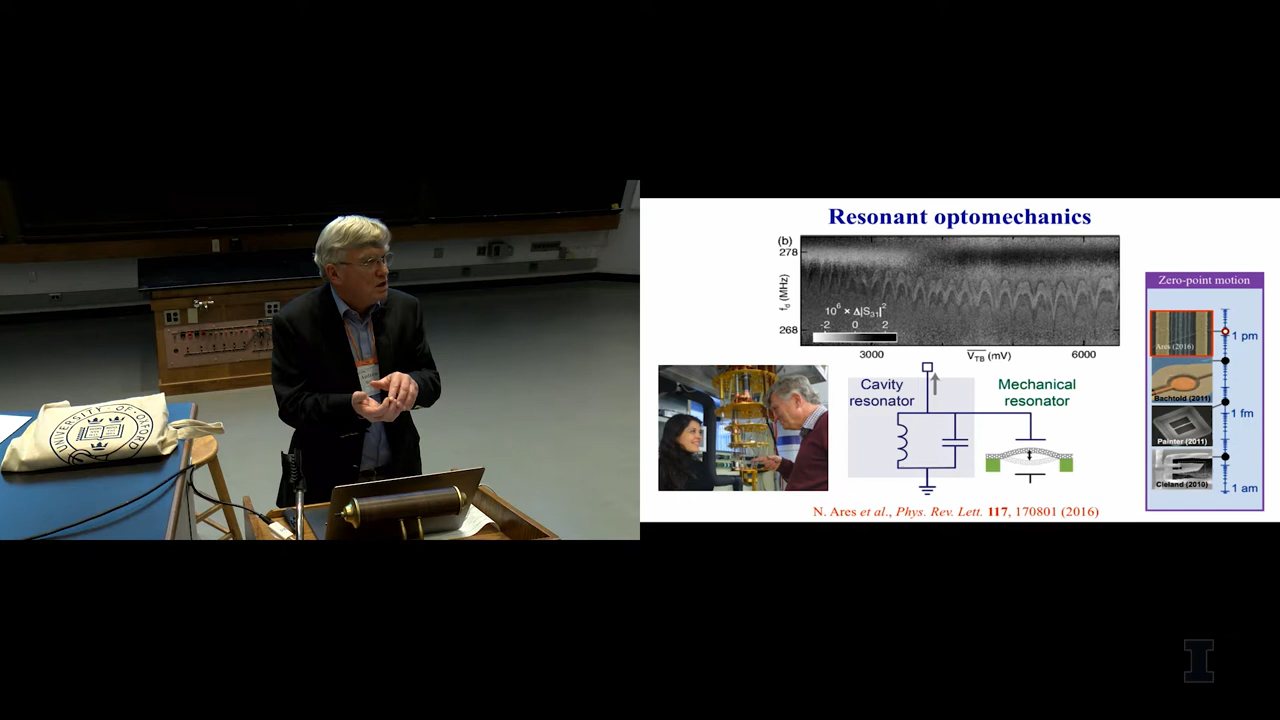 UNIVERSITY OF OXFORD
Resonant optomechanics
(b)
278
268
f_d (MHz)
10⁶ × Δ|S₃₁|²
-2 0 2
3000 V_TB (mV) 6000
Cavity
resonator
Mechanical
resonator
N. Ares et al., Phys. Rev. Lett. 117, 170801 (2016)
Zero-point motion
Ares (2016)
1 pm
Bachtold (2011)
1 fm
Painter (2011)
Cleland (2010)
1 am
I